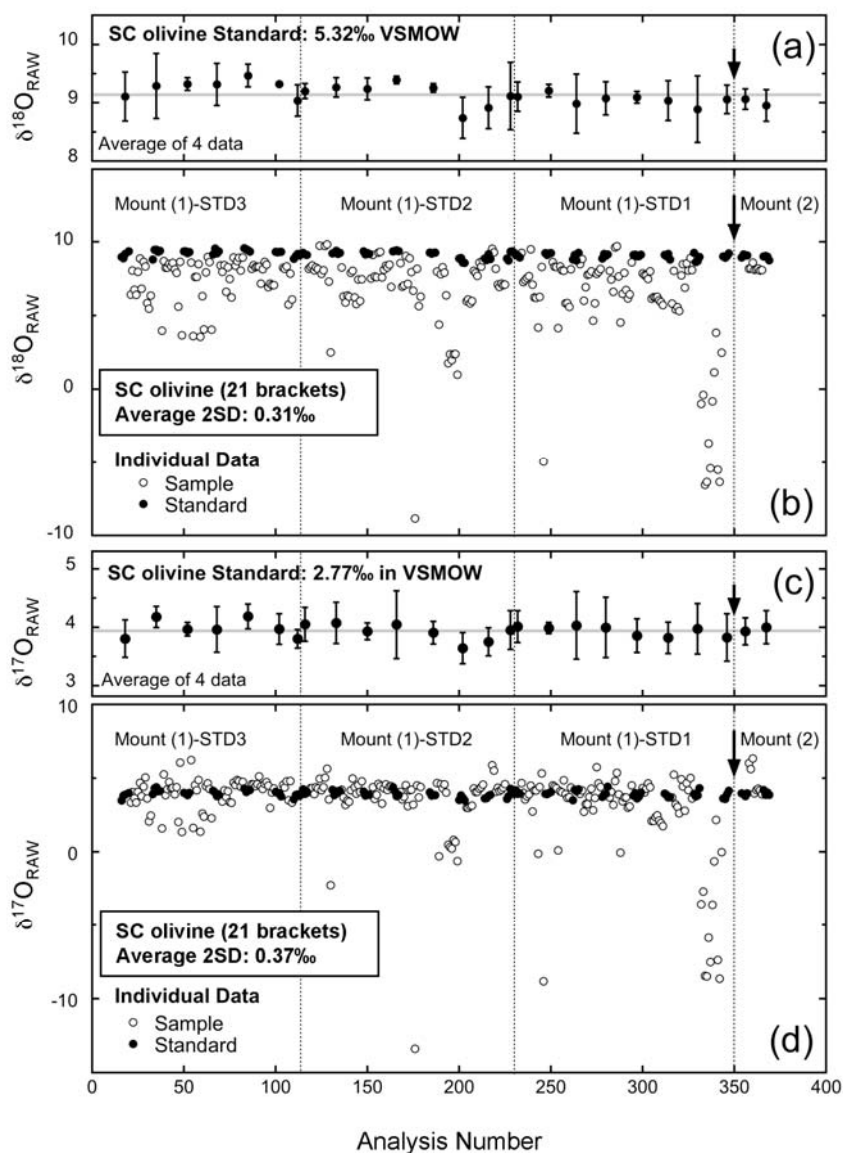 SC olivine Standard: 5.32‰ VSMOW
(a)
10
9
8
δ¹⁸O_RAW
Average of 4 data
Mount (1)-STD3
Mount (1)-STD2
Mount (1)-STD1
Mount (2)
10
0
-10
δ¹⁸O_RAW
SC olivine (21 brackets)
Average 2SD: 0.31‰
Individual Data
Sample
Standard
(b)
SC olivine Standard: 2.77‰ in VSMOW
(c)
5
4
3
δ¹⁷O_RAW
Average of 4 data
10
Mount (1)-STD3
Mount (1)-STD2
Mount (1)-STD1
Mount (2)
0
-10
δ¹⁷O_RAW
SC olivine (21 brackets)
Average 2SD: 0.37‰
Individual Data
Sample
Standard
(d)
0 50 100 150 200 250 300 350 400
Analysis Number